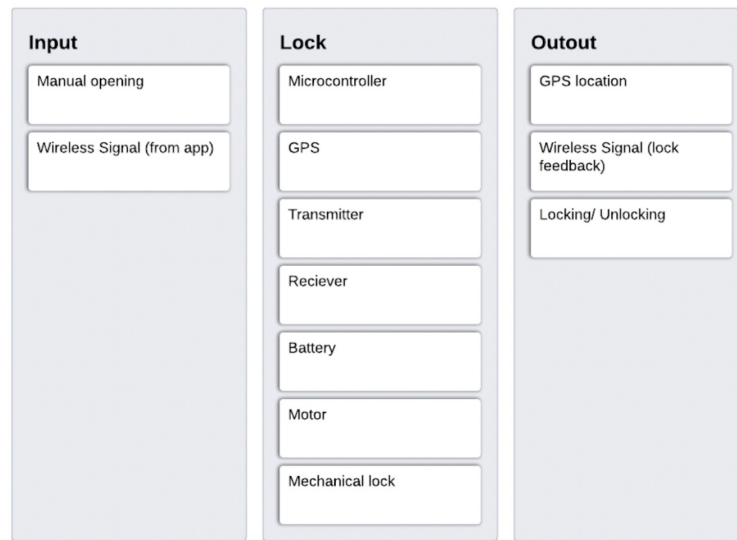 Input
Manual opening
Wireless Signal (from app)
Lock
Microcontroller
GPS
Transmitter
Reciever
Battery
Motor
Mechanical lock
Outout
GPS location
Wireless Signal (lock
feedback)
Locking/ Unlocking